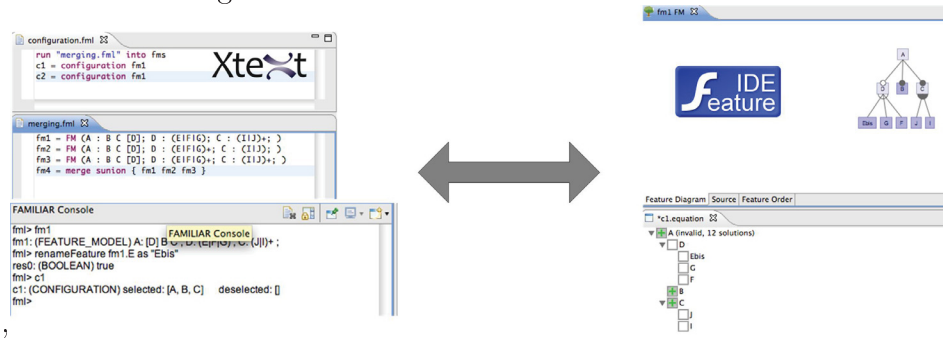 configuration.fml
run "merging.fml" into fms
c1 = configuration fm1
c2 = configuration fm1
Xtext
merging.fml
fm1 = FM (A : B C [D]; D : (E|F|G); C : (I|J)+; )
fm2 = FM (A : B C [D]; D : (E|F|G)+; C : (I|J); )
fm3 = FM (A : B C [D]; D : (E|F|G)+; C : (I|J)+; )
fm4 = merge sunion { fm1 fm2 fm3 }
FAMILIAR Console
fml> fm1
FAMILIAR Console
fm1: (FEATURE_MODEL) A: [D] B C ; D: (E|F|G) ; C: (J|I)+ ;
fml> renameFeature fm1.E as "Ebis"
res0: (BOOLEAN) true
fml> c1
c1: (CONFIGURATION) selected: [A, B, C] deselected: []
fml>
,
fm1 FM
Feature IDE
A
D B C
Ebis G F J I
Feature Diagram Source Feature Order
*c1.equation
A (invalid, 12 solutions)
D
Ebis
G
F
B
C
J
I